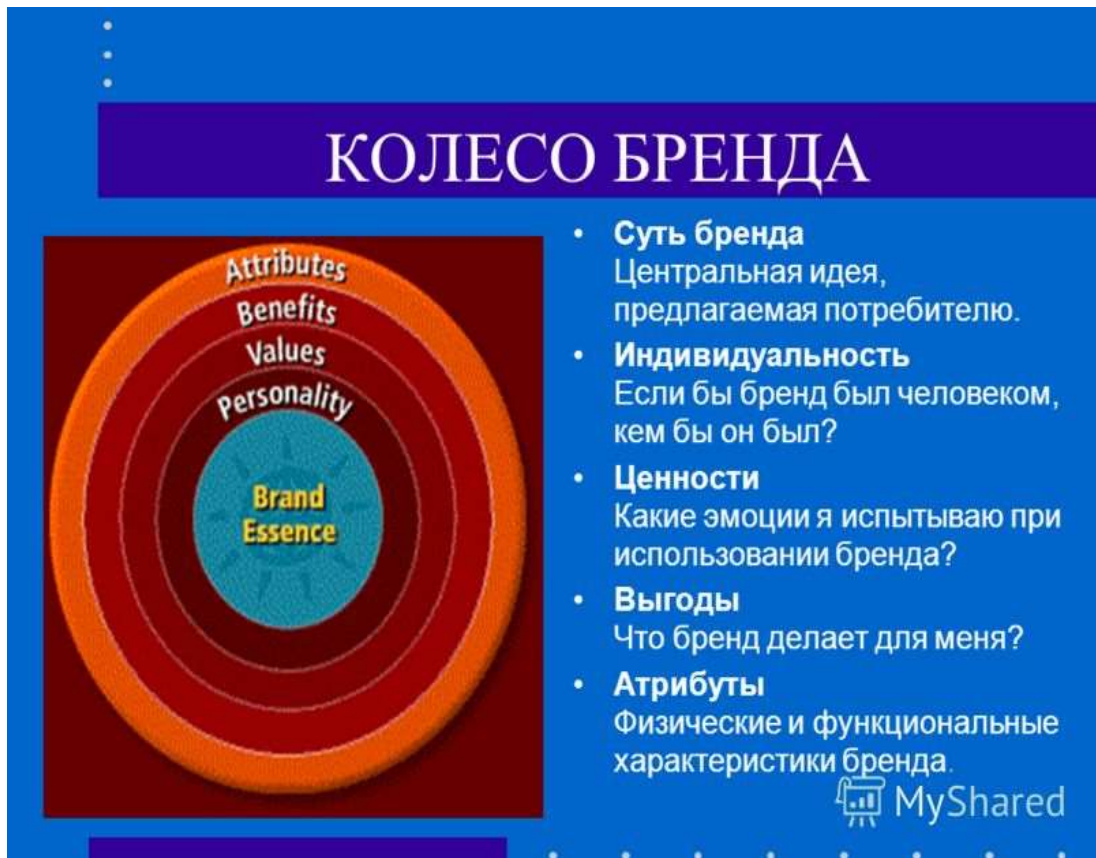 КОЛЕСО БРЕНДА
Attributes
Benefits
Values
Personality
Brand
Essence
• Суть бренда
Центральная идея,
предлагаемая потребителю.
• Индивидуальность
Если бы бренд был человеком,
кем бы он был?
• Ценности
Какие эмоции я испытываю при
использовании бренда?
• Выгоды
Что бренд делает для меня?
• Атрибуты
Физические и функциональные
характеристики бренда.
MyShared